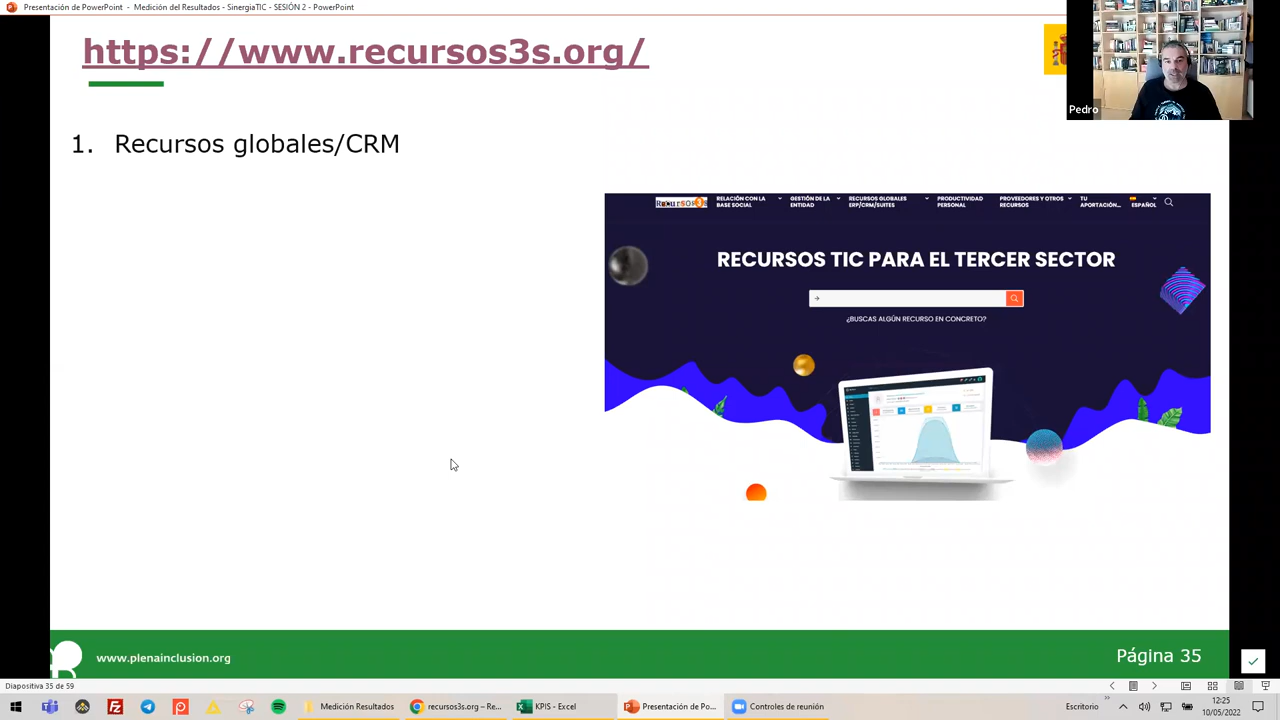 Presentación de PowerPoint - Medición del Resultados - SinergiaTIC - SESIÓN 2 - PowerPoint
https://www.recursos3s.org/
Pedro
1. Recursos globales/CRM
Recursos3s
RELACIÓN CON LA BASE SOCIAL
GESTIÓN DE LA ENTIDAD
RECURSOS GLOBALES ERP/CRM/SUITES
PRODUCTIVIDAD PERSONAL
PROVEEDORES Y OTROS RECURSOS
TU APORTACIÓN...
ESPAÑOL
RECURSOS TIC PARA EL TERCER SECTOR
¿BUSCAS ALGÚN RECURSO EN CONCRETO?
www.plenainclusion.org
Página 35
Diapositiva 35 de 59
Medición Resultados
recursos3s.org – Re...
KPIS - Excel
Presentación de Po...
Controles de reunión
Escritorio
12:25
10/05/2022